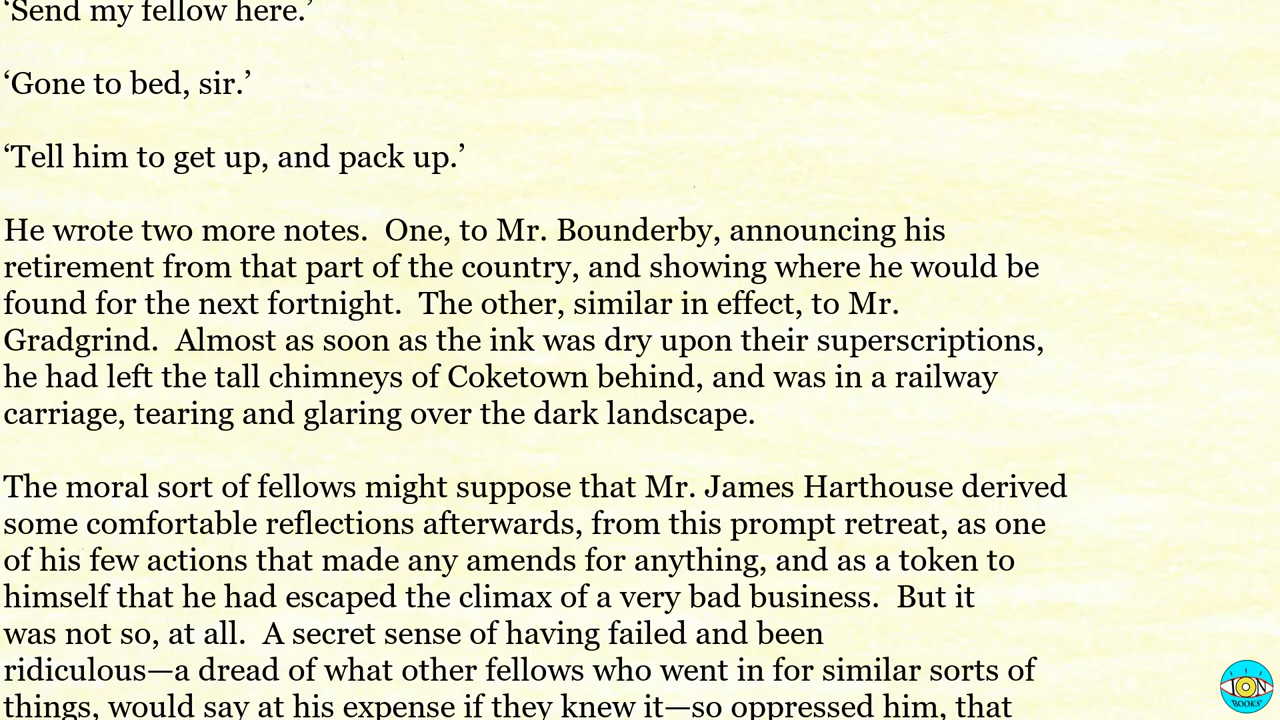 ‘Send my fellow here.’
‘Gone to bed, sir.’
‘Tell him to get up, and pack up.’
He wrote two more notes.  One, to Mr. Bounderby, announcing his
retirement from that part of the country, and showing where he would be
found for the next fortnight.  The other, similar in effect, to Mr.
Gradgrind.  Almost as soon as the ink was dry upon their superscriptions,
he had left the tall chimneys of Coketown behind, and was in a railway
carriage, tearing and glaring over the dark landscape.
The moral sort of fellows might suppose that Mr. James Harthouse derived
some comfortable reflections afterwards, from this prompt retreat, as one
of his few actions that made any amends for anything, and as a token to
himself that he had escaped the climax of a very bad business.  But it
was not so, at all.  A secret sense of having failed and been
ridiculous—a dread of what other fellows who went in for similar sorts of
things, would say at his expense if they knew it—so oppressed him, that
ION
BOOKS